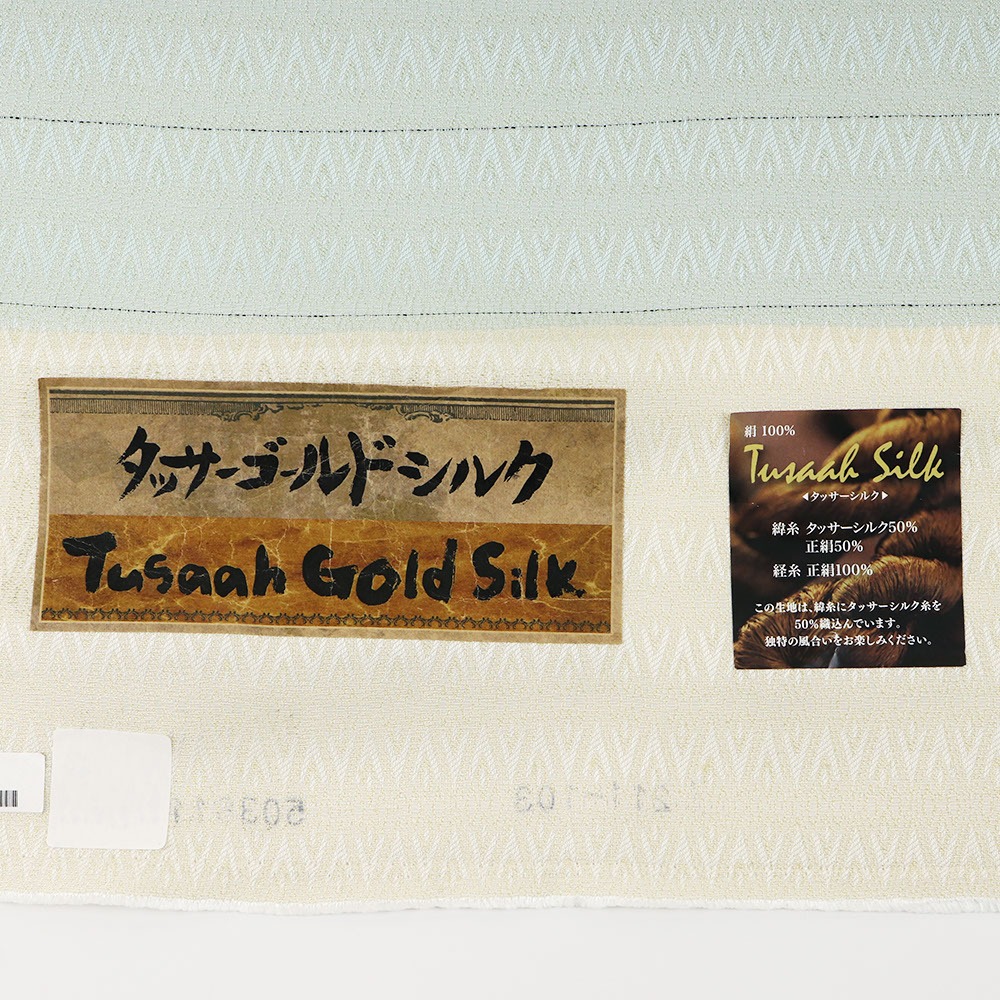 タッサーゴールドシルク
Tusaah Gold Silk
絹 100%
Tusaah Silk
◀タッサーシルク▶
緯糸 タッサーシルク50%
正絹50%
経糸 正絹100%
この生地は、緯糸にタッサーシルク糸を
50%織込んでいます。
独特の風合いをお楽しみください。
211-103